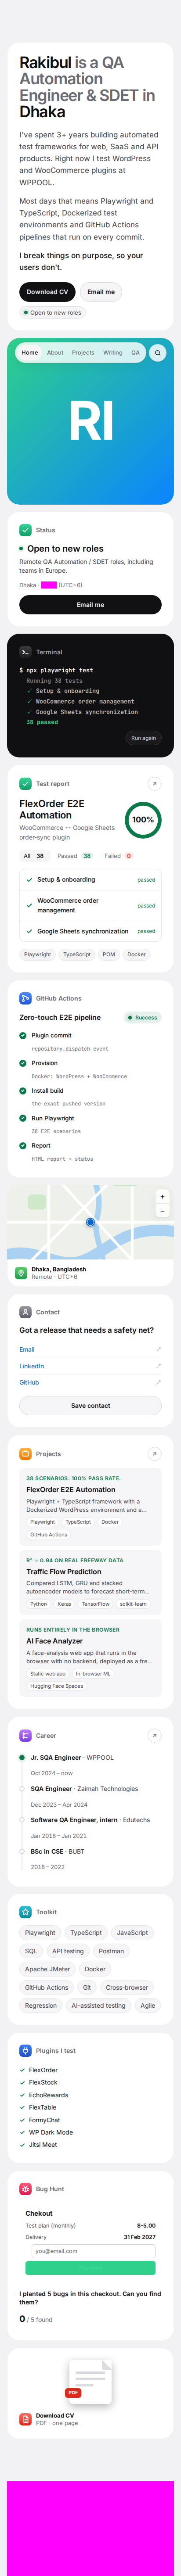 Rakibul is a QA
Automation
Engineer & SDET in
Dhaka
I've spent 3+ years building automated
test frameworks for web, SaaS and API
products. Right now I test WordPress
and WooCommerce plugins at
WPPOOL.
Most days that means Playwright and
TypeScript, Dockerized test
environments and GitHub Actions
pipelines that run on every commit.
I break things on purpose, so your
users don't.
Download CV Email me
Open to new roles
Home About Projects Writing QA
RI
Status
Open to new roles
Remote QA Automation / SDET roles, including
teams in Europe.
Dhaka · (UTC+6)
Email me
Terminal
$ npx playwright test
Running 38 tests
✓ Setup & onboarding
✓ WooCommerce order management
✓ Google Sheets synchronization
38 passed
Run again
Test report
FlexOrder E2E
Automation
WooCommerce ↔ Google Sheets
order-sync plugin
100%
All 38 Passed 38 Failed 0
Setup & onboarding passed
WooCommerce order
management passed
Google Sheets synchronization passed
Playwright TypeScript POM Docker
GitHub Actions
Zero-touch E2E pipeline Success
Plugin commit
repository_dispatch event
Provision
Docker: WordPress + WooCommerce
Install build
the exact pushed version
Run Playwright
38 E2E scenarios
Report
HTML report + status
+
−
Dhaka, Bangladesh
Remote · UTC+6
Contact
Got a release that needs a safety net?
Email ↗
LinkedIn ↗
GitHub ↗
Save contact
Projects
38 SCENARIOS. 100% PASS RATE.
FlexOrder E2E Automation
Playwright + TypeScript framework with a
Dockerized WordPress environment and a...
Playwright TypeScript Docker
GitHub Actions
R² ≈ 0.94 ON REAL FREEWAY DATA
Traffic Flow Prediction
Compared LSTM, GRU and stacked
autoencoder models to forecast short-term...
Python Keras TensorFlow scikit-learn
RUNS ENTIRELY IN THE BROWSER
AI Face Analyzer
A face-analysis web app that runs in the
browser with no backend, deployed as a fre...
Static web app In-browser ML
Hugging Face Spaces
Career
Jr. SQA Engineer · WPPOOL
Oct 2024 – now
SQA Engineer · Zaimah Technologies
Dec 2023 – Apr 2024
Software QA Engineer, intern · Edutechs
Jan 2018 – Jan 2021
BSc in CSE · BUBT
2018 – 2022
Toolkit
Playwright TypeScript JavaScript
SQL API testing Postman
Apache JMeter Docker
GitHub Actions Git Cross-browser
Regression AI-assisted testing Agile
Plugins I test
FlexOrder
FlexStock
EchoRewards
FlexTable
FormyChat
WP Dark Mode
Jitsi Meet
Bug Hunt
Chekout
Test plan (monthly) $-5.00
Delivery 31 Feb 2027
you@email.com
I planted 5 bugs in this checkout. Can you find
them?
0 / 5 found
PDF
Download CV
PDF · one page